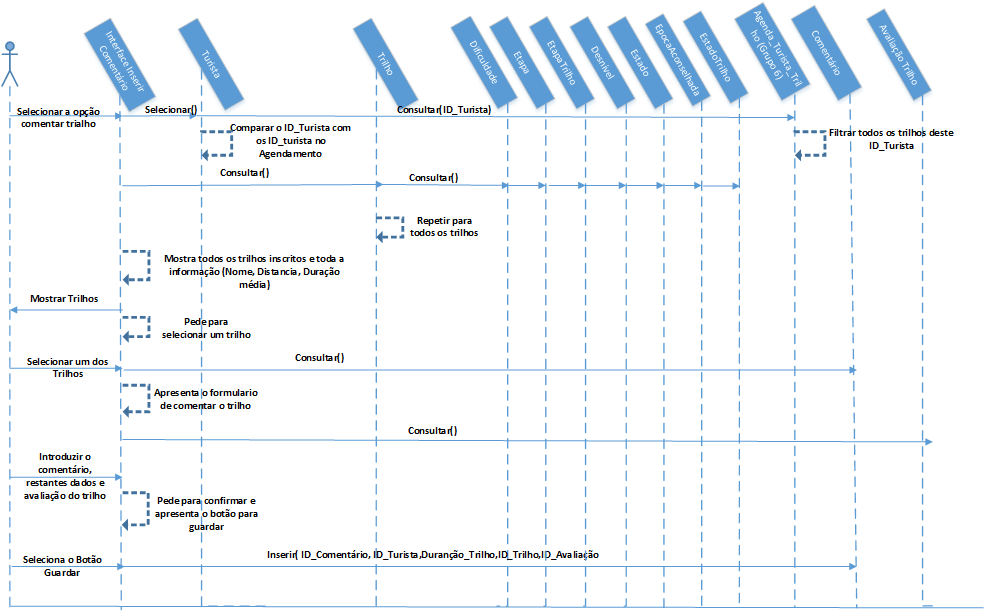 Interface Inserir
Comentário
Turista
Trilho
Dificuldade
Etapa
EtapaTrilho
Desnivel
Estado
EpocaAconselhada
EstadoTrilho
Agenda_Turista_Tril
ho (Grupo 6)
Comentário
Avaliação Trilho
Selecionar a opção
comentar trialho
Selecionar()
Consultar(ID_Turista)
Comparar o ID_Turista com
os ID_turista no
Agendamento
Filtrar todos os trilhos deste
ID_Turista
Consultar()
Consultar()
Repetir para
todos os trilhos
Mostra todos os trilhos inscritos e toda a
informação (Nome, Distancia, Duração
média)
Mostrar Trilhos
Pede para
selecionar um trilho
Selecionar um dos
Trilhos
Consultar()
Apresenta o formulario
de comentar o trilho
Consultar()
Introduzir o
comentário,
restantes dados e
avaliação do trilho
Pede para confirmar e
apresenta o botão para
guardar
Seleciona o Botão
Guardar
Inserir( ID_Comentário, ID_Turista,Duranção_Trilho,ID_Trilho,ID_Avaliação